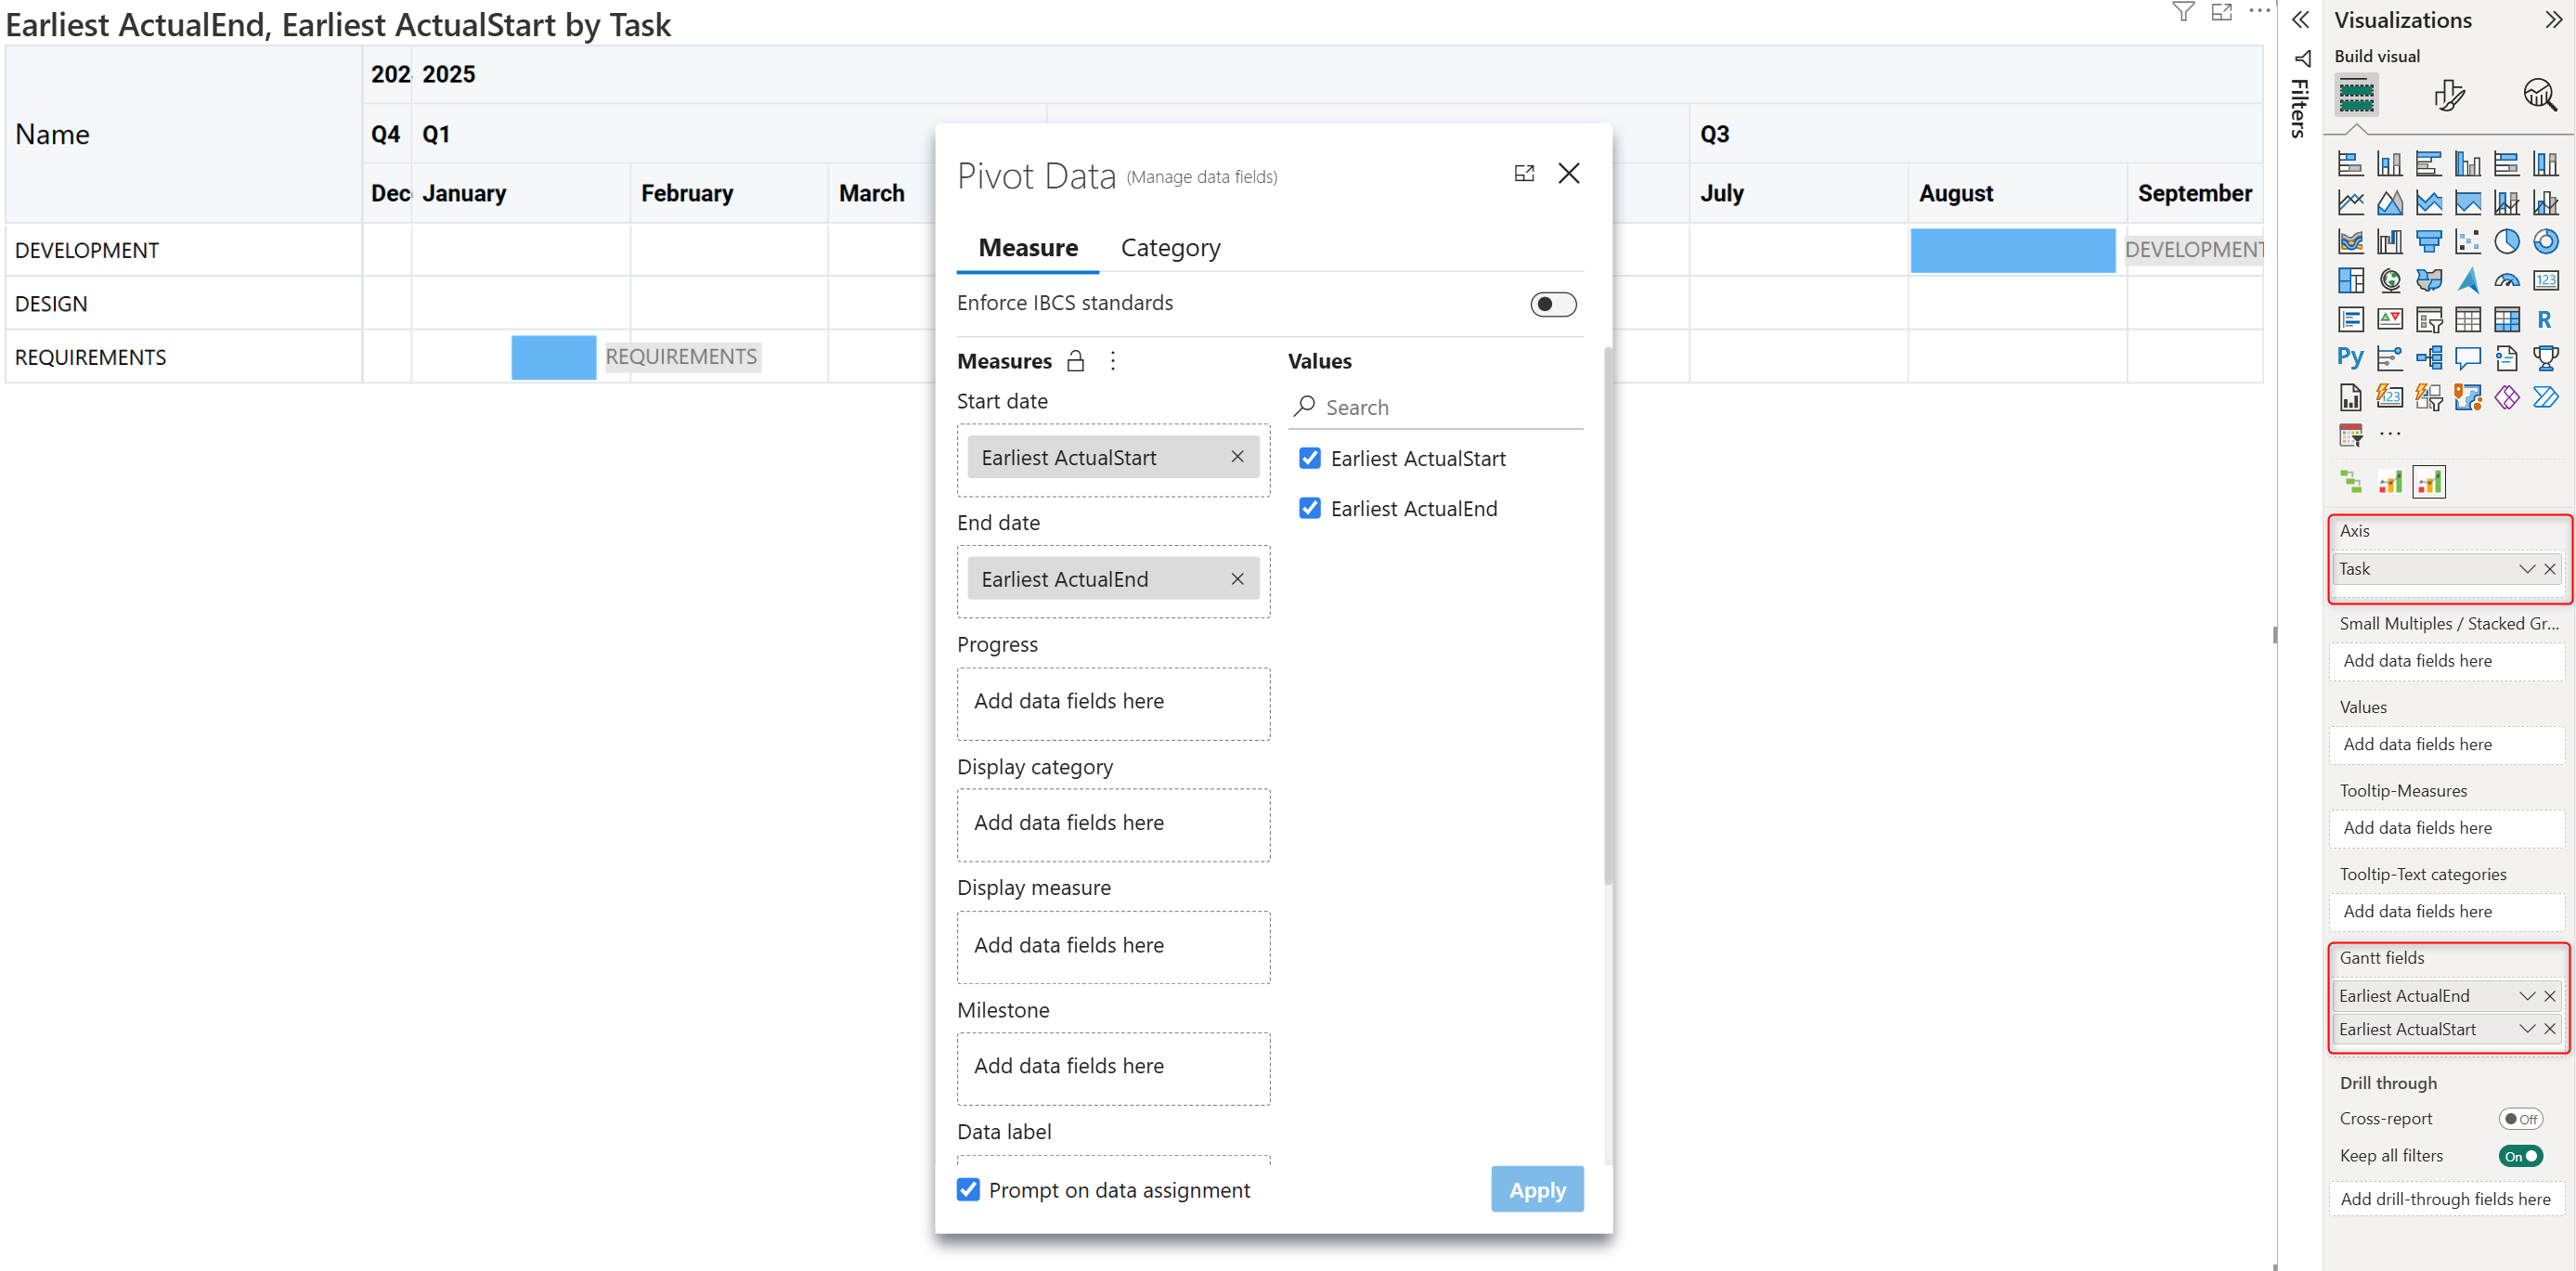 Earliest ActualEnd, Earliest ActualStart by Task
Name
202
2025
Q4
Q1
Q3
Dec
January
February
March
July
August
September
DEVELOPMENT
DEVELOPMENT
DESIGN
REQUIREMENTS
REQUIREMENTS
Pivot Data (Manage data fields)
Measure
Category
Enforce IBCS standards
Measures
Start date
Earliest ActualStart
End date
Earliest ActualEnd
Progress
Add data fields here
Display category
Add data fields here
Display measure
Add data fields here
Milestone
Add data fields here
Data label
Values
Search
Earliest ActualStart
Earliest ActualEnd
Prompt on data assignment
Apply
Filters
Visualizations
Build visual
123
R
Py
123
Axis
Task
Small Multiples / Stacked Gr...
Add data fields here
Values
Add data fields here
Tooltip-Measures
Add data fields here
Tooltip-Text categories
Add data fields here
Gantt fields
Earliest ActualEnd
Earliest ActualStart
Drill through
Cross-report
Off
Keep all filters
On
Add drill-through fields here